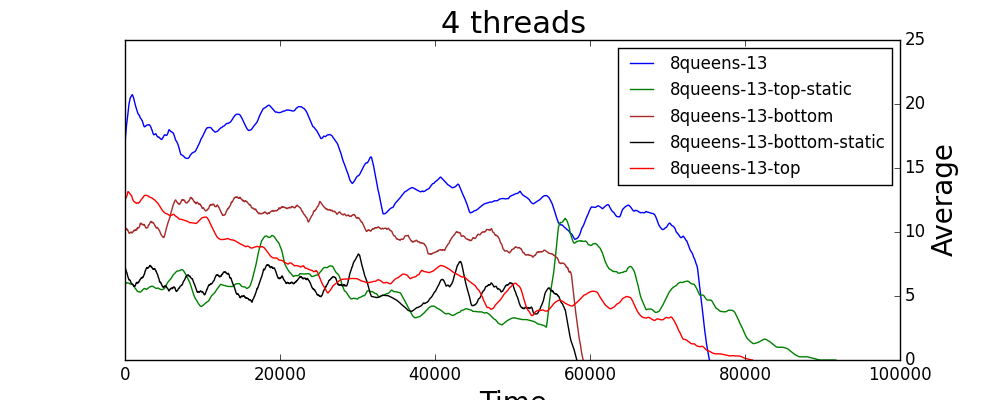 4 threads
25
20
15
10
5
0
Average
8queens-13
8queens-13-top-static
8queens-13-bottom
8queens-13-bottom-static
8queens-13-top
0 20000 40000 60000 80000 100000
Time